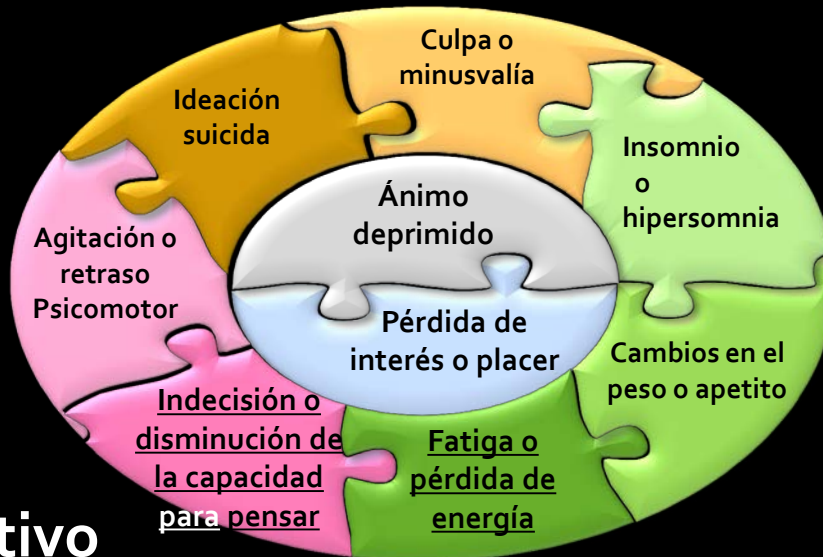 Culpa o
minusvalía
Ideación
suicida
Insomnio
o
hipersomnia
Ánimo
deprimido
Agitación o
retraso
Psicomotor
Pérdida de
interés o placer
Cambios en el
peso o apetito
Indecisión o
disminución de
la capacidad
para pensar
Fatiga o
pérdida de
energía
tivo